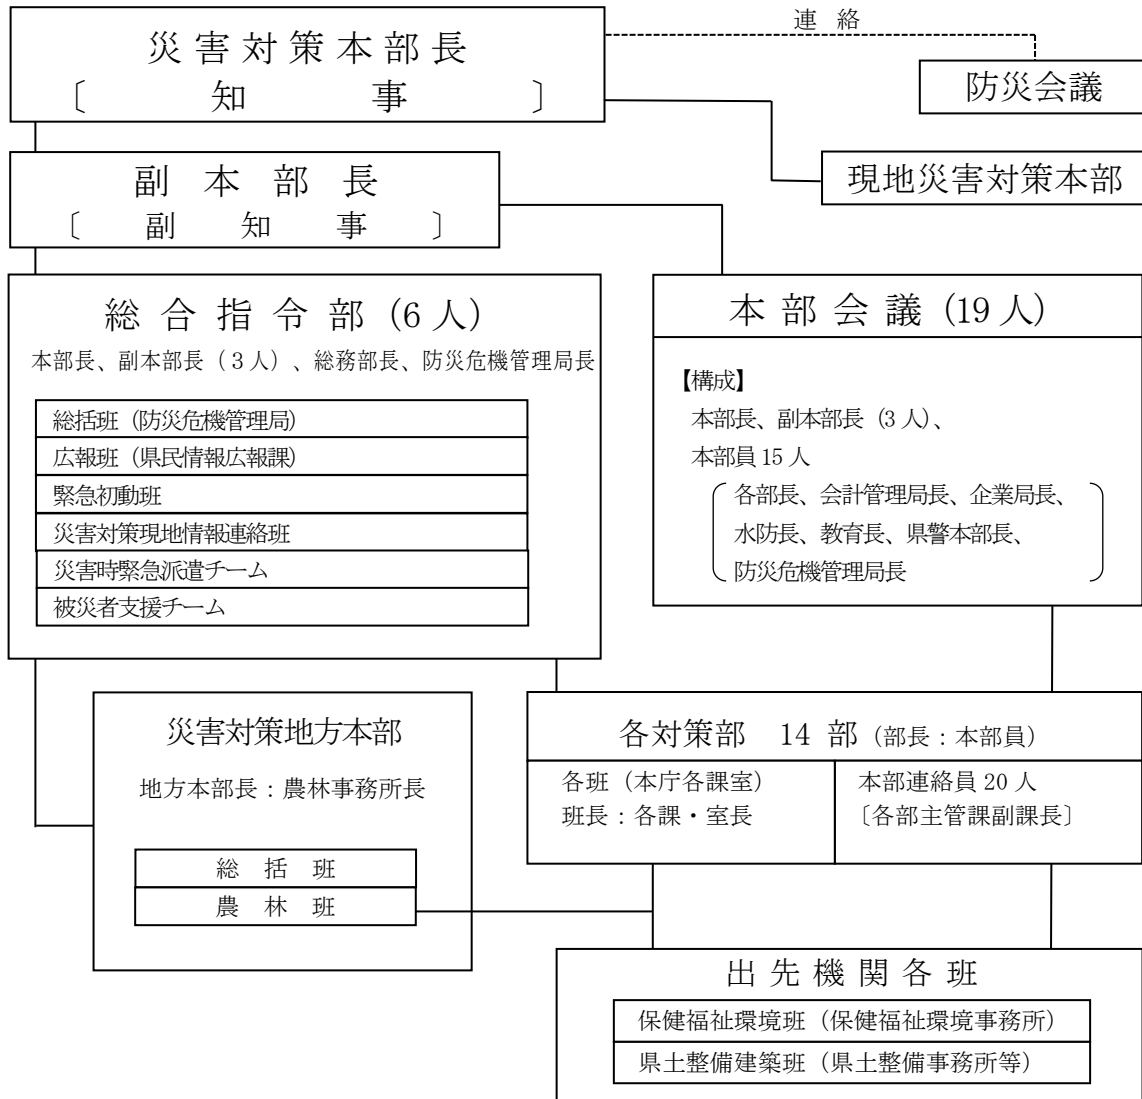 連 絡
災 害 対 策 本 部 長
〔 知 事 〕
防災会議
現地災害対策本部
副 本 部 長
〔 副 知 事 〕
総 合 指 令 部 (6 人)
本部長、副本部長（３人）、総務部長、防災危機管理局長
総括班（防災危機管理局）
広報班（県民情報広報課）
緊急初動班
災害対策現地情報連絡班
災害時緊急派遣チーム
被災者支援チーム
本 部 会 議 (19 人)
【構成】
本部長、副本部長（3 人）、
本部員 15 人
各部長、会計管理局長、企業局長、
水防長、教育長、県警本部長、
防災危機管理局長
災害対策地方本部
地方本部長：農林事務所長
総 括 班
農 林 班
各対策部 14 部（部長：本部員）
各班（本庁各課室）
班長：各課・室長
本部連絡員 20 人
〔各部主管課副課長〕
出 先 機 関 各 班
保健福祉環境班（保健福祉環境事務所）
県土整備建築班（県土整備事務所等）